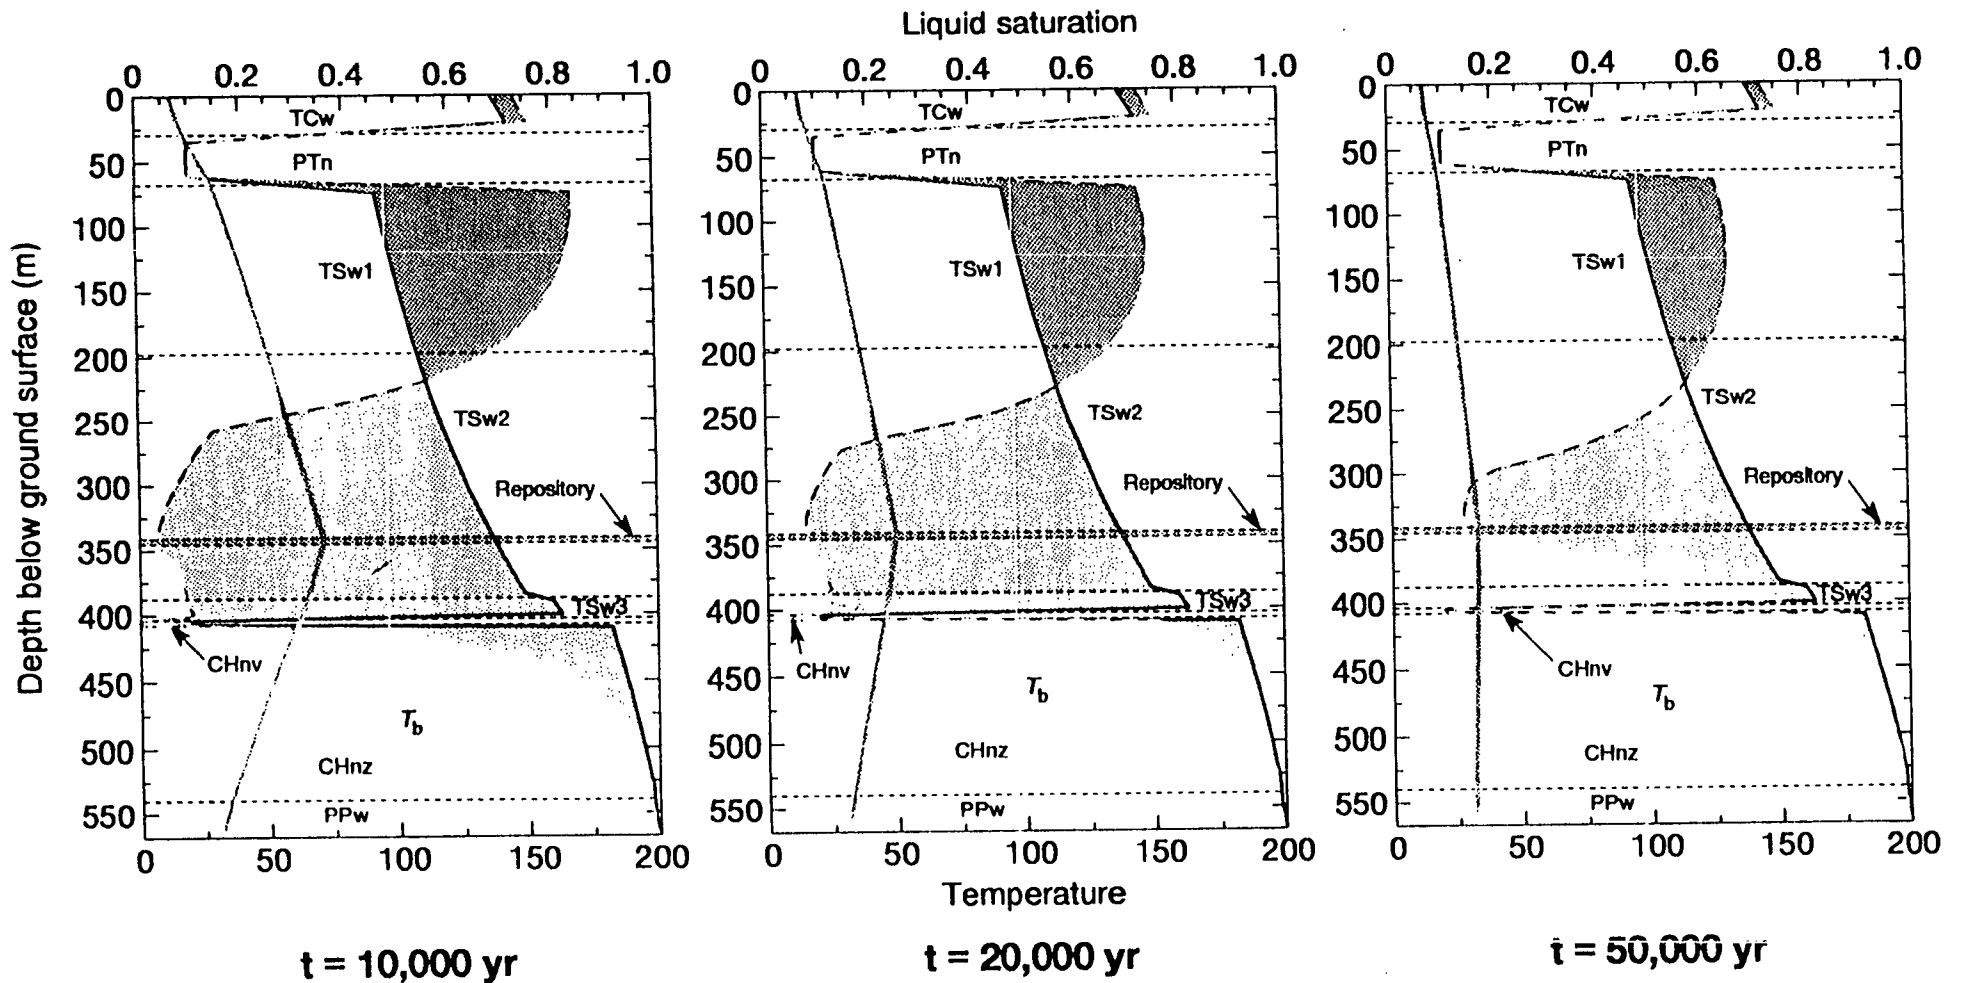 Liquid saturation
0 0.2 0.4 0.6 0.8 1.0
0 0.2 0.4 0.6 0.8 1.0
0 0.2 0.4 0.6 0.8 1.0
Depth below ground surface (m)
0
50
100
150
200
250
300
350
400
450
500
550
TCw
PTn
TSw1
TSw2
Repository
TSw3
CHnv
Tb
CHnz
PPw
0 50 100 150 200
0
50
100
150
200
250
300
350
400
450
500
550
TCw
PTn
TSw1
TSw2
Repository
TSw3
CHnv
Tb
CHnz
PPw
0 50 100 150 200
0
50
100
150
200
250
300
350
400
450
500
550
TCw
PTn
TSw1
TSw2
Repository
TSw3
CHnv
Tb
CHnz
PPw
0 50 100 150 200
Temperature
t = 10,000 yr
t = 20,000 yr
t = 50,000 yr